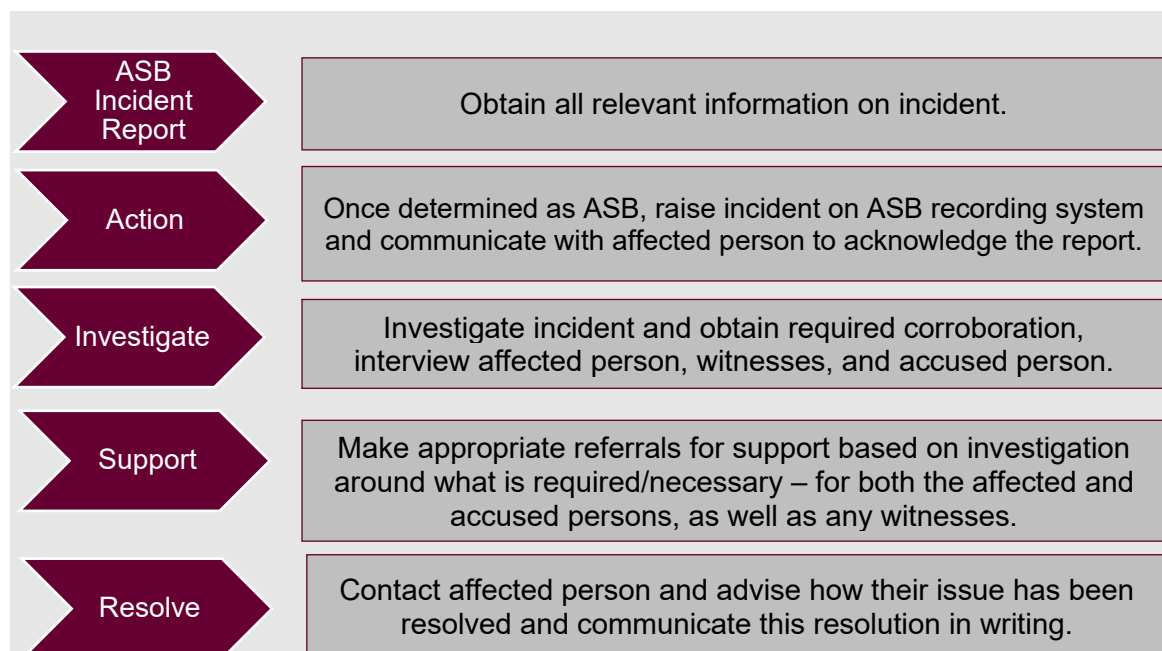 ASB
Incident
Report
Obtain all relevant information on incident.
Action
Once determined as ASB, raise incident on ASB recording system
and communicate with affected person to acknowledge the report.
Investigate
Investigate incident and obtain required corroboration,
interview affected person, witnesses, and accused person.
Support
Make appropriate referrals for support based on investigation
around what is required/necessary – for both the affected and
accused persons, as well as any witnesses.
Resolve
Contact affected person and advise how their issue has been
resolved and communicate this resolution in writing.